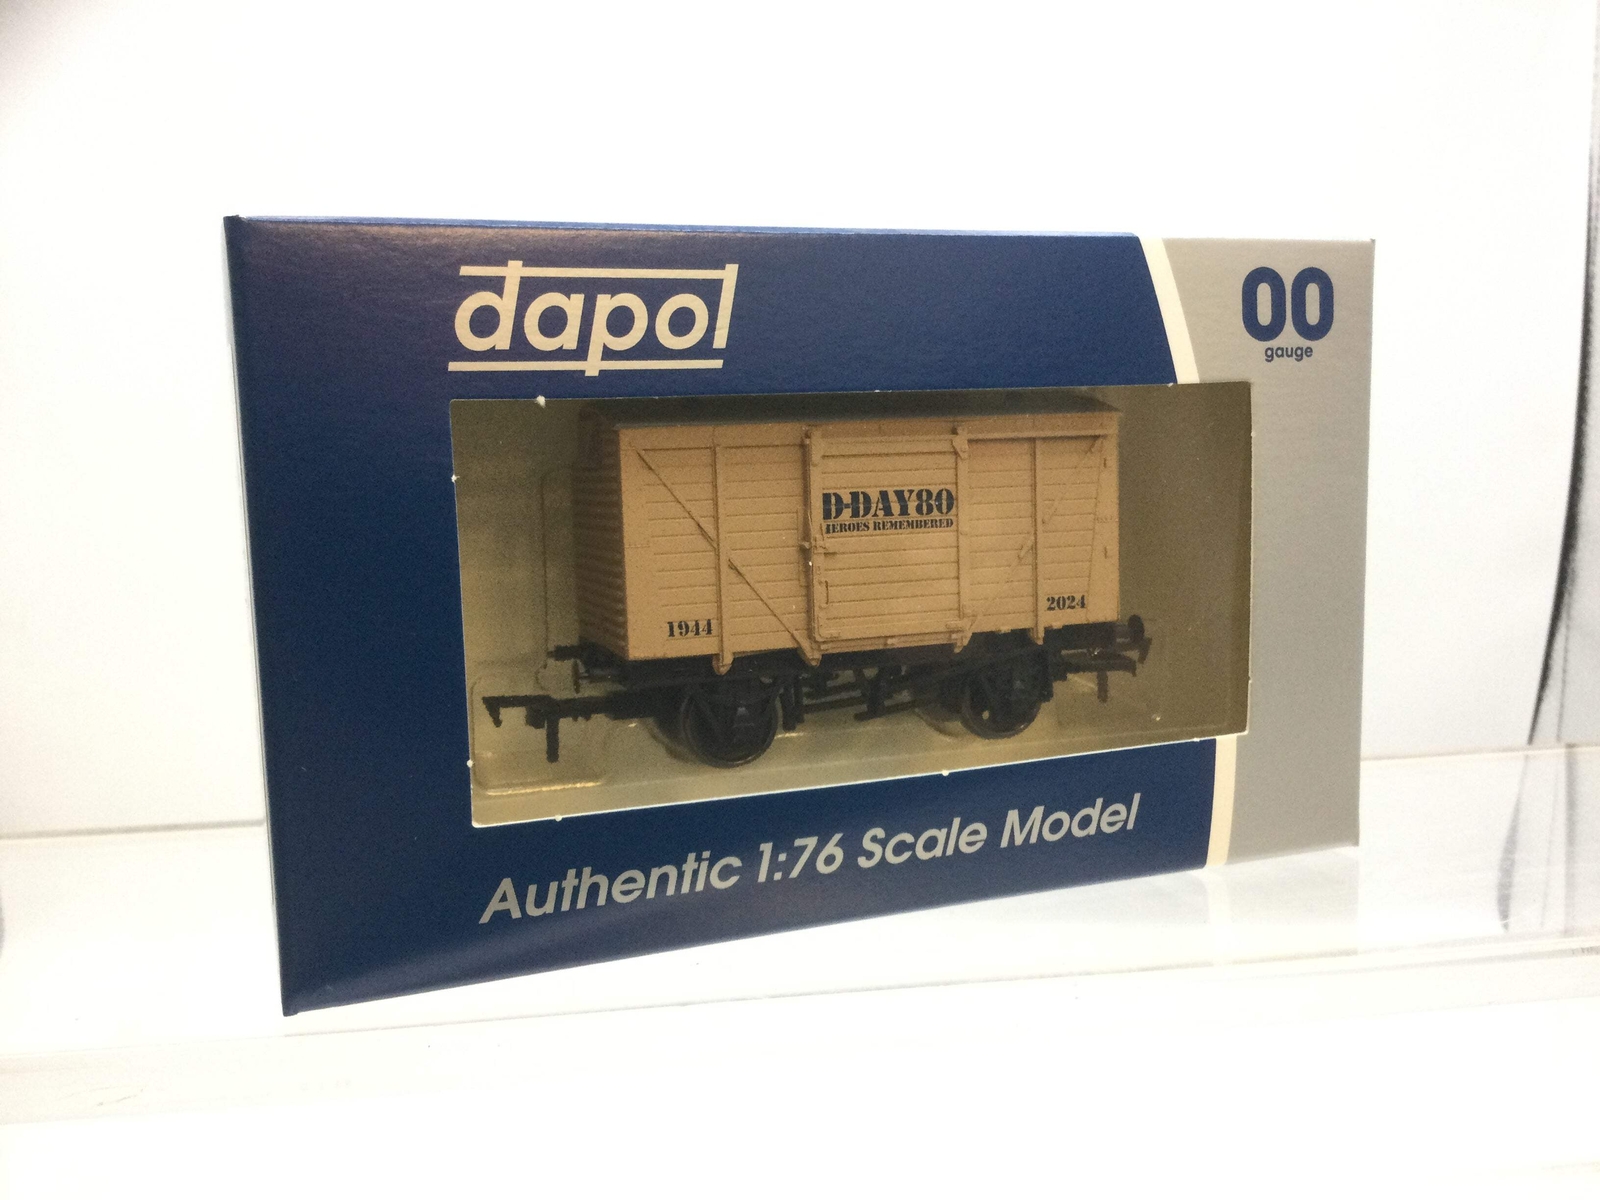 dapol
00
gauge
D-DAY80
HEROES REMEMBERED
1944
2024
Authentic 1:76 Scale Model